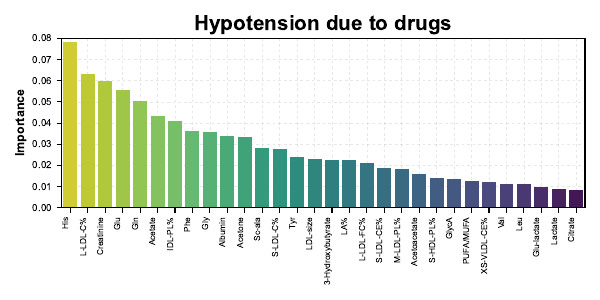 Hypotension due to drugs
Importance
0.08
0.07
0.06
0.05
0.04
0.03
0.02
0.01
0.00
His
L-LDL-C%
Creatinine
Glu
Gln
Acetate
IDL-PL%
Phe
Gly
Albumin
Acetone
Sc-ala
S-LDL-C%
Tyr
LDL-size
3-Hydroxybutyrate
LA%
L-LDL-FC%
S-LDL-CE%
M-LDL-PL%
Acetoacetate
S-HDL-PL%
GlycA
PUFA/MUFA
XS-VLDL-CE%
Val
Leu
Glu-lactate
Lactate
Citrate